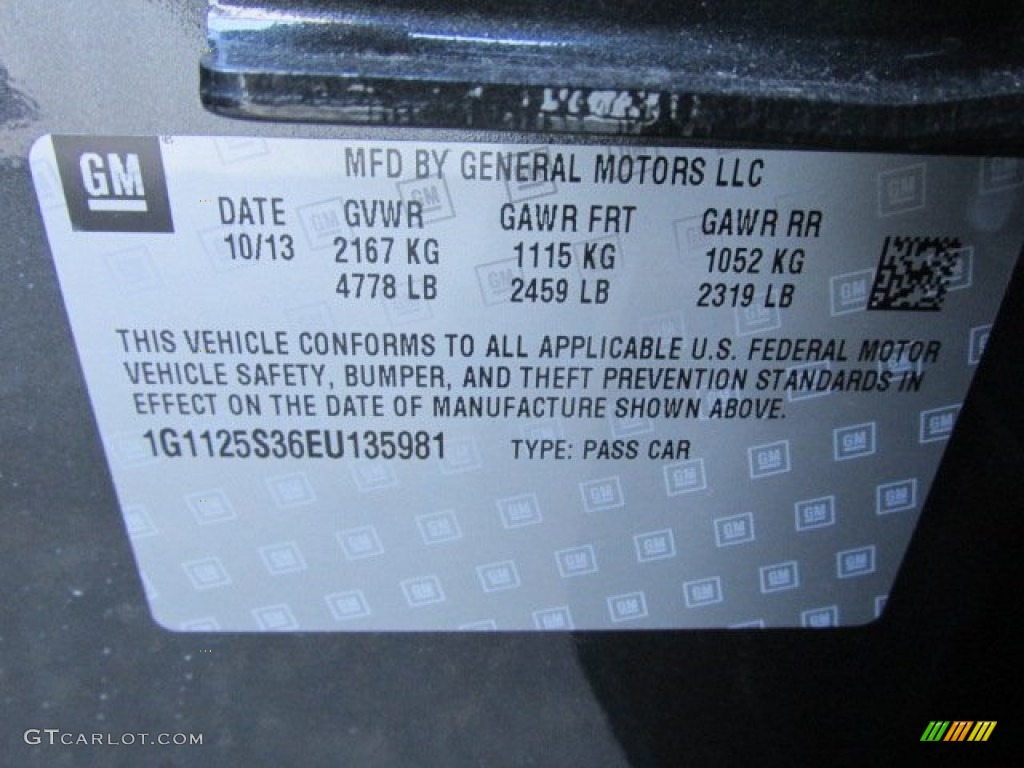 GM
MFD BY GENERAL MOTORS LLC
DATE GVWR GAWR FRT GAWR RR
10/13 2167 KG 1115 KG 1052 KG
4778 LB 2459 LB 2319 LB
THIS VEHICLE CONFORMS TO ALL APPLICABLE U.S. FEDERAL MOTOR
VEHICLE SAFETY, BUMPER, AND THEFT PREVENTION STANDARDS IN
EFFECT ON THE DATE OF MANUFACTURE SHOWN ABOVE.
1G1125S36EU135981 TYPE: PASS CAR
GTCARLOT.COM